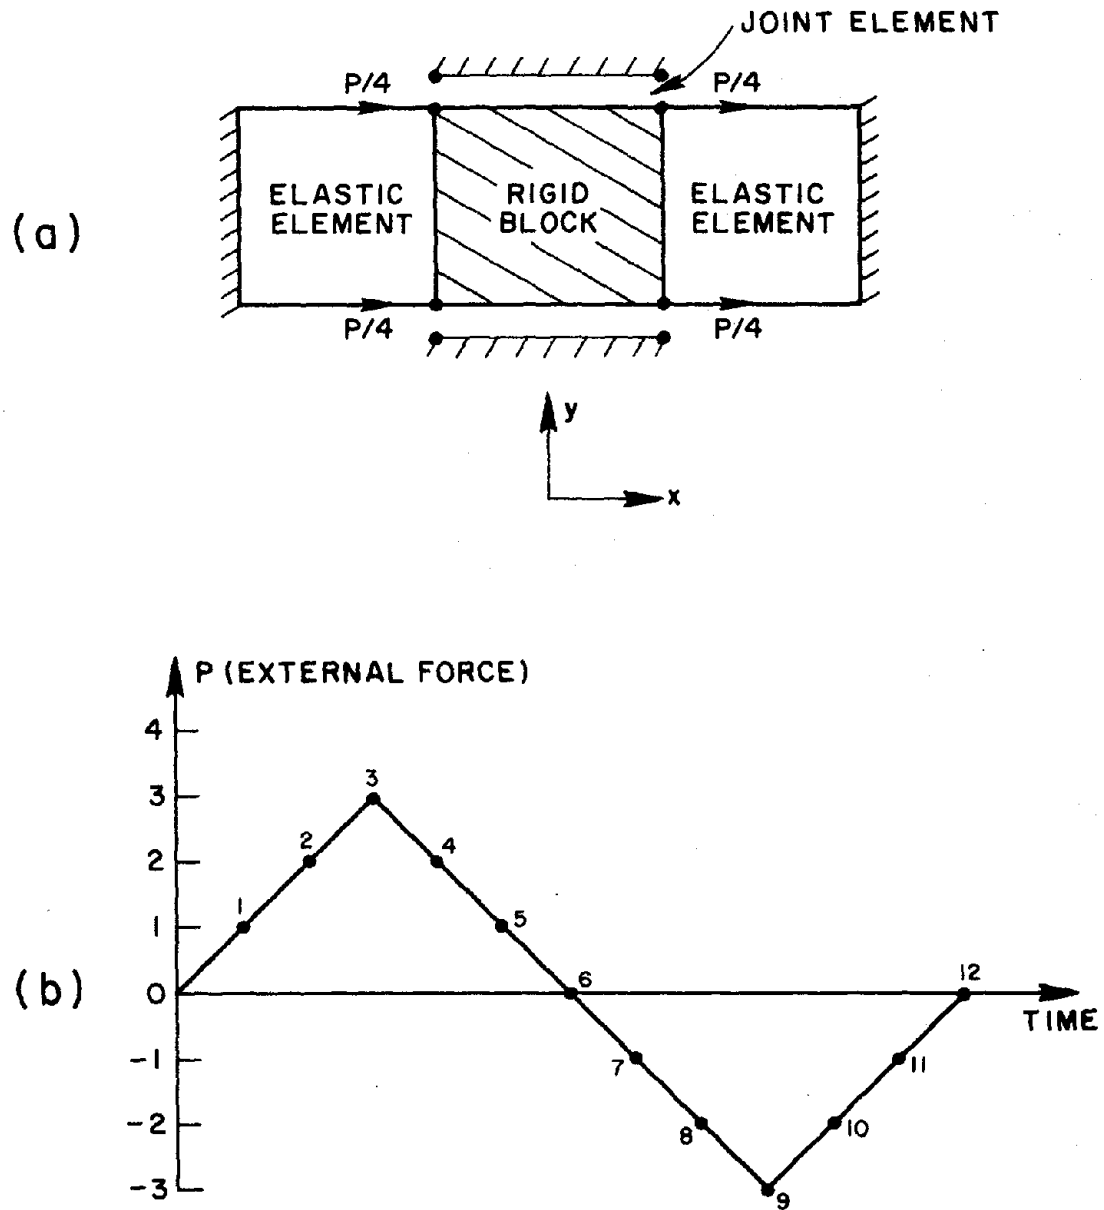 JOINT ELEMENT
P/4
P/4
(a)
ELASTIC
ELEMENT
RIGID
BLOCK
ELASTIC
ELEMENT
P/4
P/4
y
x
P (EXTERNAL FORCE)
4
3
3
2
2
4
1
1
5
(b)
0
6
12
TIME
-1
7
11
-2
8
10
-3
9